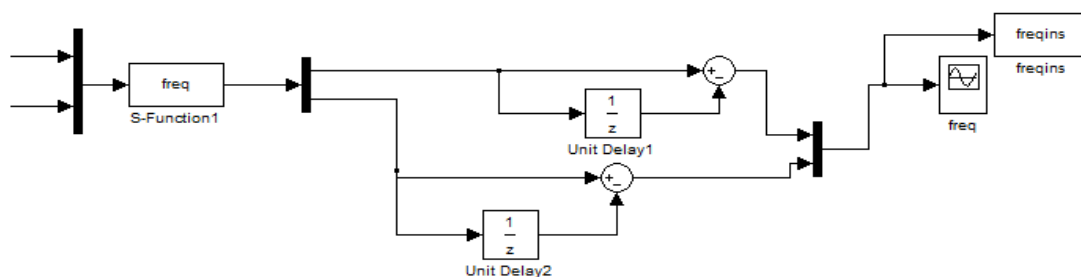 freqins
freqins
freq
S-Function1
+
−
1
z
Unit Delay1
freq
+
−
1
z
Unit Delay2